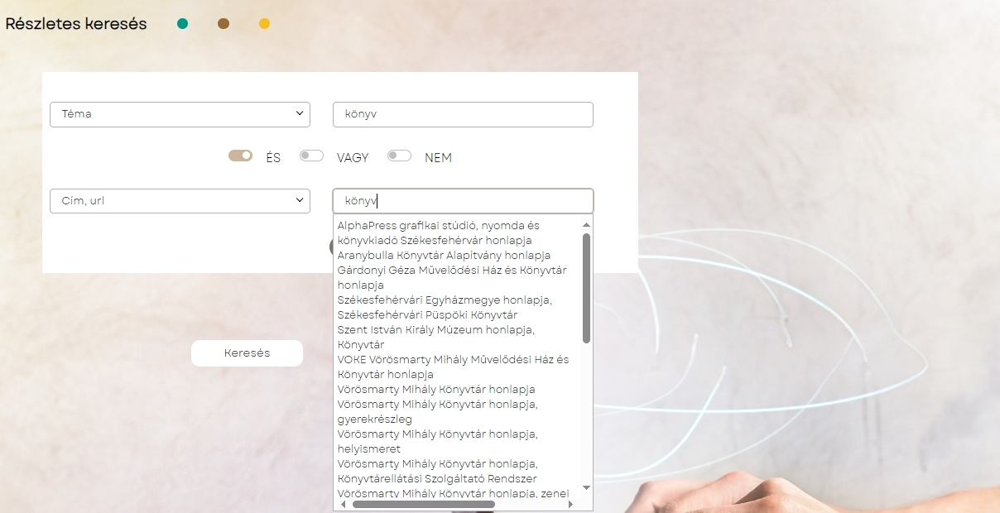 Részletes keresés
Téma
könyv
ÉS
VAGY
NEM
Cím, url
könyv
AlphaPress grafikai stúdió, nyomda és
könyvkiadó Székesfehérvár honlapja
Aranybulla Könyvtár Alapítvány honlapja
Gárdonyi Géza Művelődési Ház és Könyvtár
honlapja
Székesfehérvári Egyházmegye honlapja,
Székesfehérvári Püspöki Könyvtár
Szent István Király Múzeum honlapja,
Könyvtár
VOKE Vörösmarty Mihály Művelődési Ház és
Könyvtár honlapja
Vörösmarty Mihály Könyvtár honlapja
Vörösmarty Mihály Könyvtár honlapja,
gyerekrészleg
Vörösmarty Mihály Könyvtár honlapja,
helyismeret
Vörösmarty Mihály Könyvtár honlapja,
Könyvtárellátási Szolgáltató Rendszer
Vörösmarty Mihály Könyvtár honlapja, zenei
Keresés